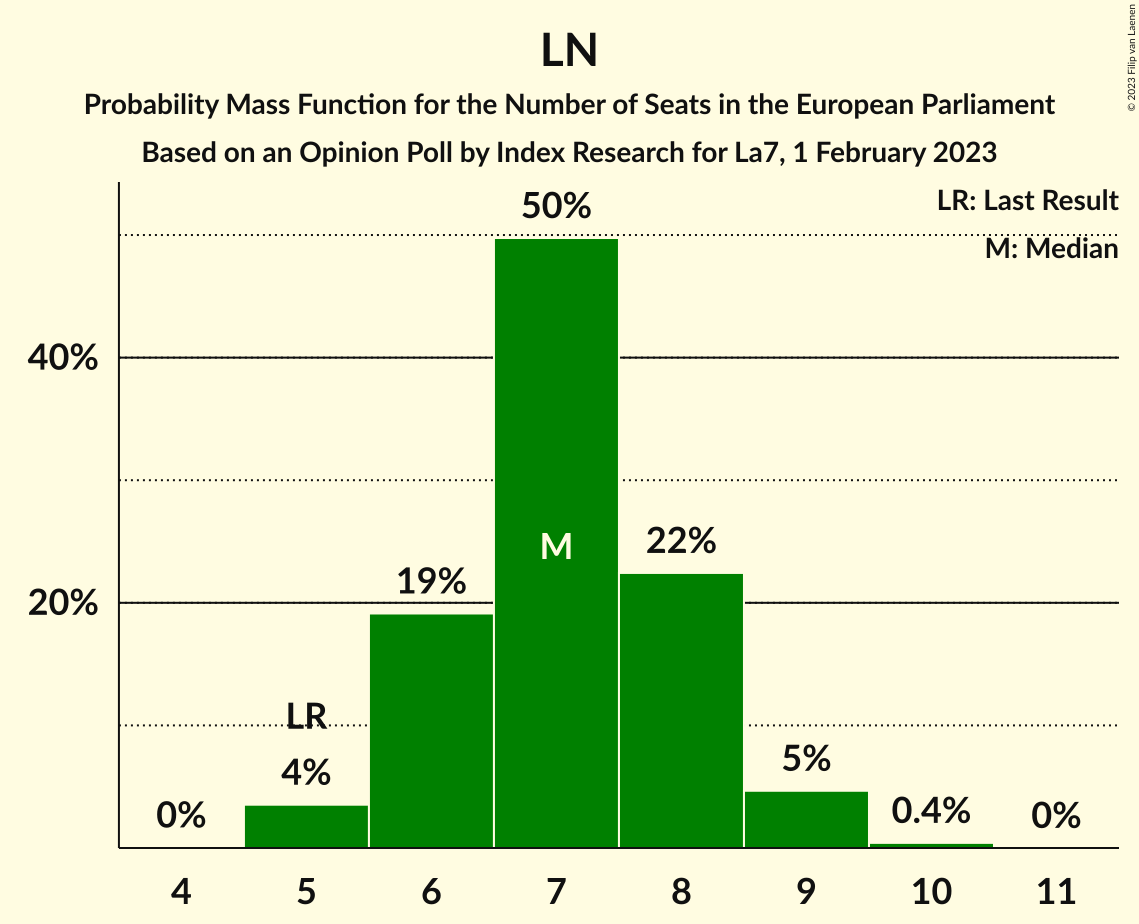 LN
Probability Mass Function for the Number of Seats in the European Parliament
Based on an Opinion Poll by Index Research for La7, 1 February 2023
© 2023 Filip van Laenen
LR: Last Result
M: Median
50%
40%
M
22%
19%
20%
LR
4%
5%
0%
0.4%
0%
4 5 6 7 8 9 10 11